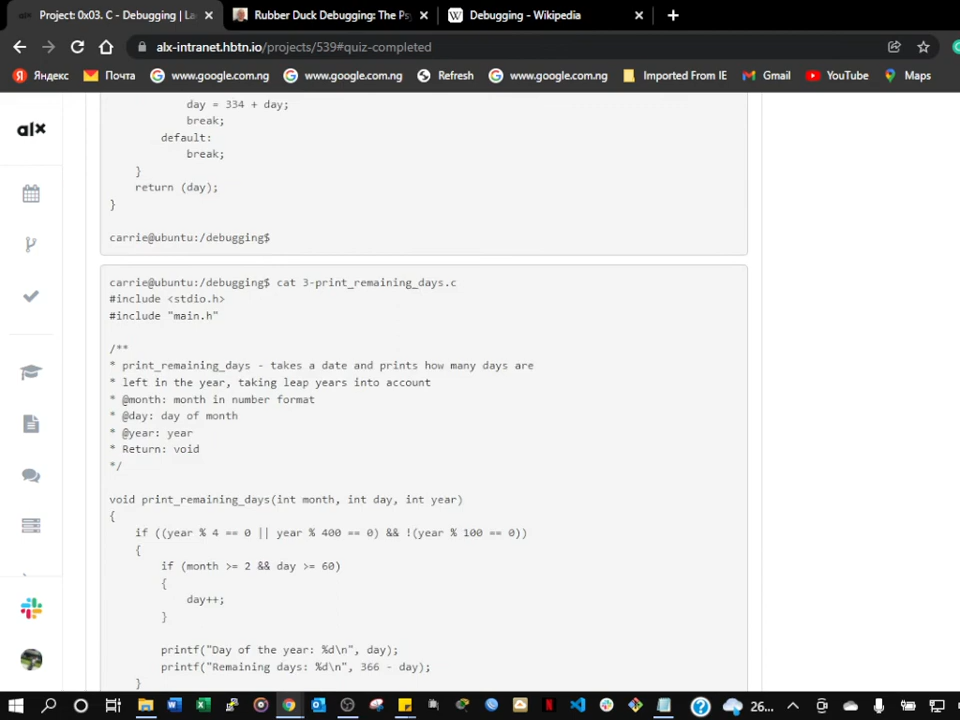 Project: 0x03. C - Debugging | La
Rubber Duck Debugging: The Psy
Debugging - Wikipedia
alx-intranet.hbtn.io/projects/539#quiz-completed
Яндекс
Почта
www.google.com.ng
www.google.com.ng
Refresh
www.google.com.ng
Imported From IE
Gmail
YouTube
Maps
alx
day = 334 + day;
break;
default:
break;
}
return (day);
}
carrie@ubuntu:/debugging$
carrie@ubuntu:/debugging$ cat 3-print_remaining_days.c
#include <stdio.h>
#include "main.h"
/**
* print_remaining_days - takes a date and prints how many days are
* left in the year, taking leap years into account
* @month: month in number format
* @day: day of month
* @year: year
* Return: void
*/
void print_remaining_days(int month, int day, int year)
{
if ((year % 4 == 0 || year % 400 == 0) && !(year % 100 == 0))
{
if (month >= 2 && day >= 60)
{
day++;
}
printf("Day of the year: %d\n", day);
printf("Remaining days: %d\n", 366 - day);
}
26...